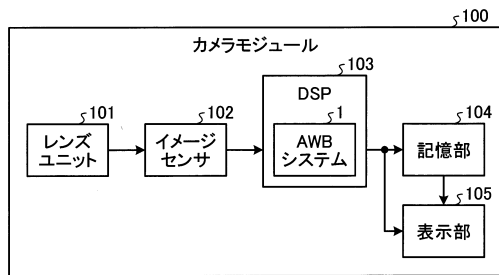 100
カメラモジュール
103
DSP
101
102
1
104
レンズ
ユニット
イメージ
センサ
AWB
システム
記憶部
105
表示部